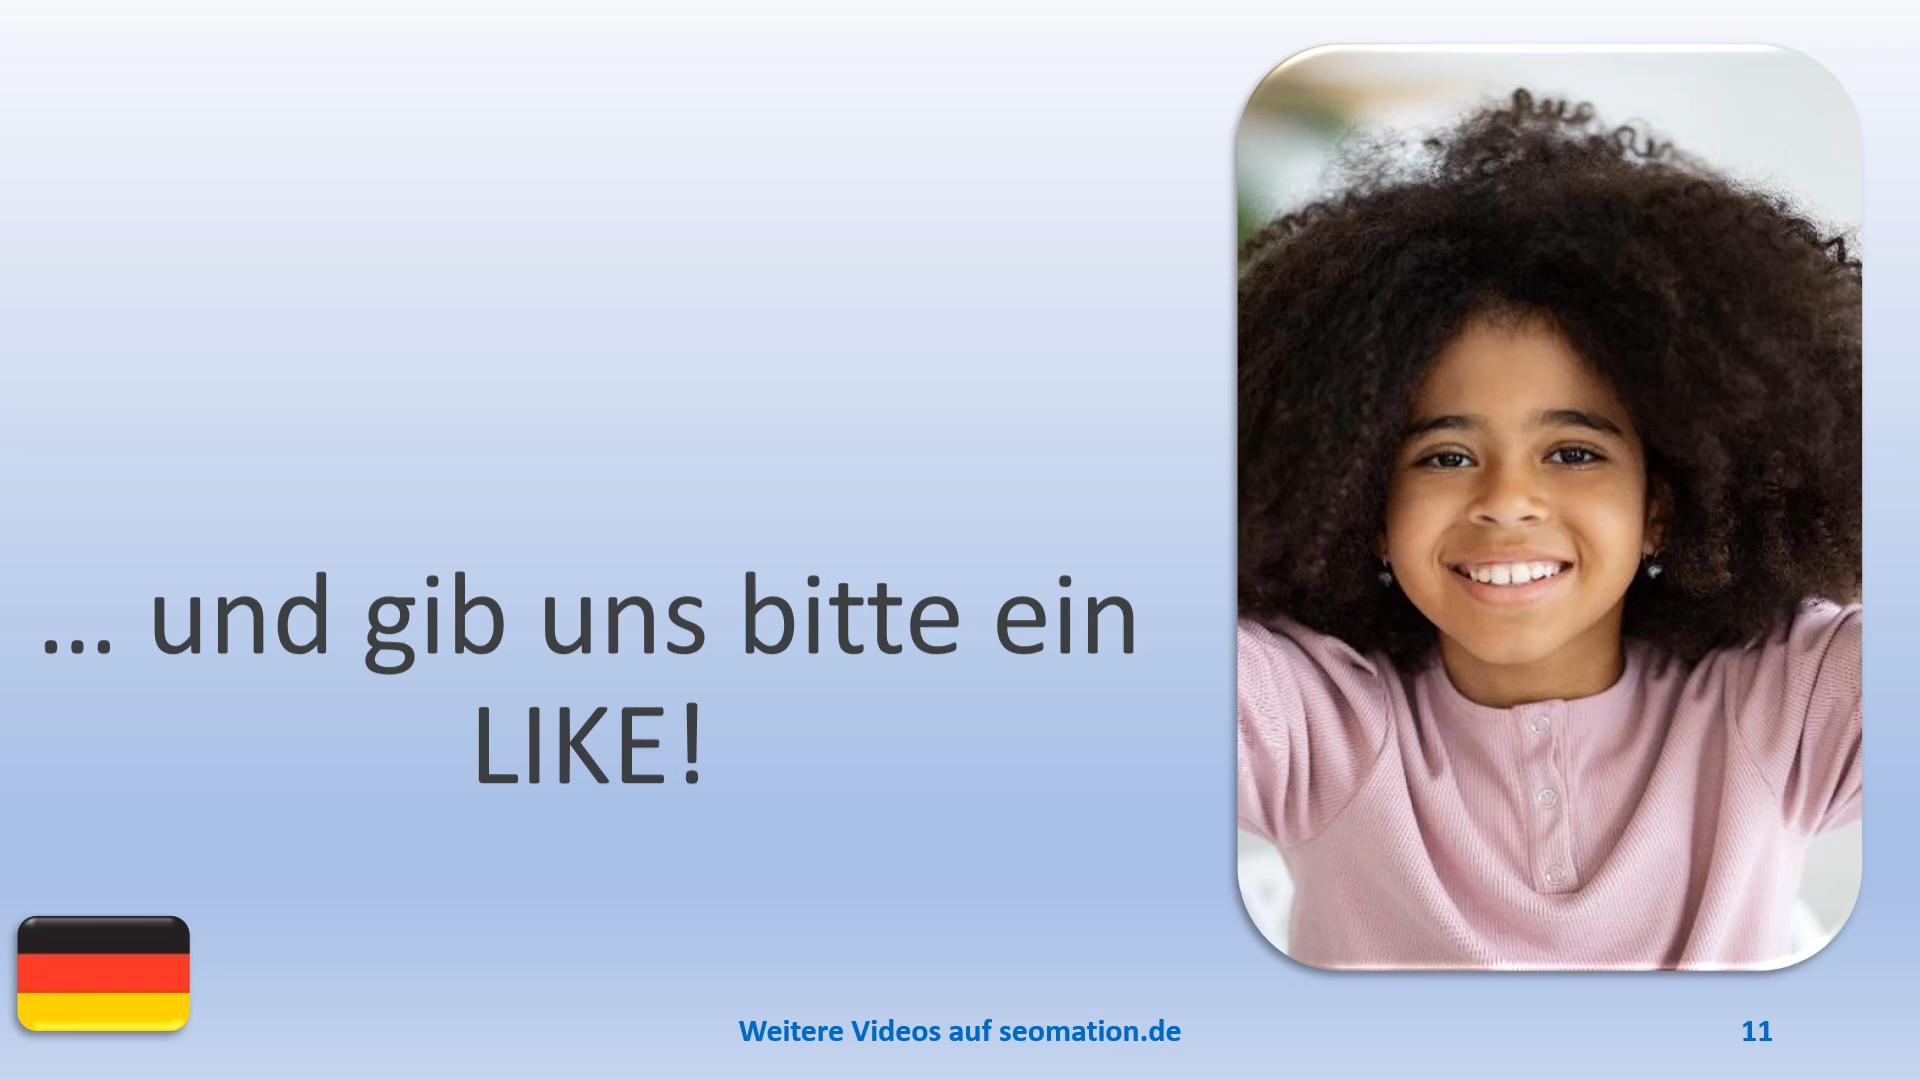 ... und gib uns bitte ein
LIKE!
Weitere Videos auf seomation.de
11